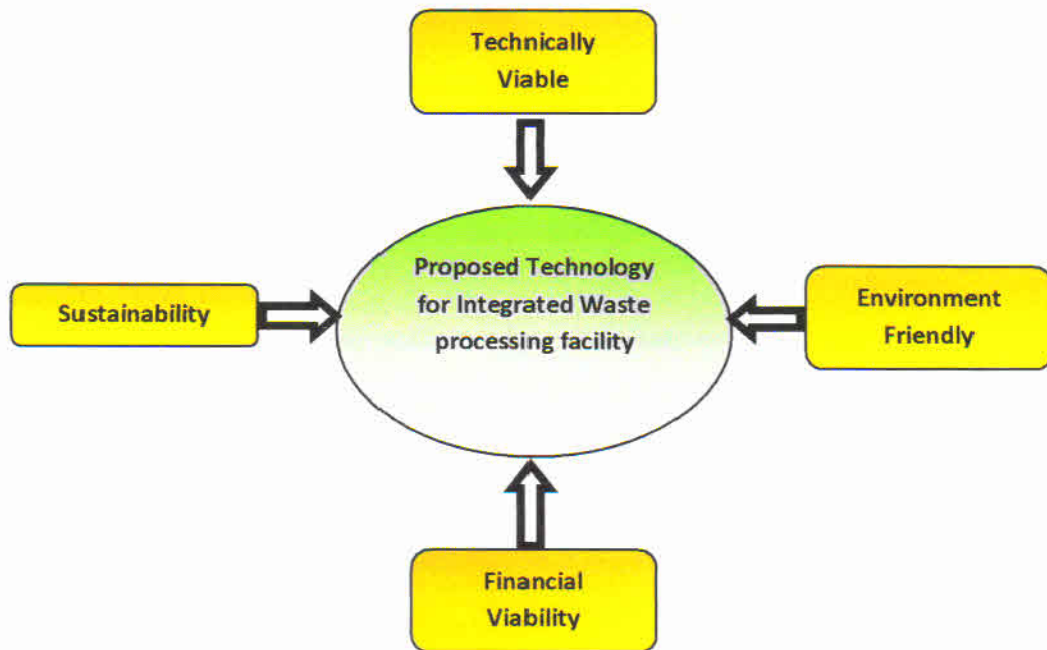 Technically
Viable
Proposed Technology
for Integrated Waste
processing facility
Sustainability
Environment
Friendly
Financial
Viability